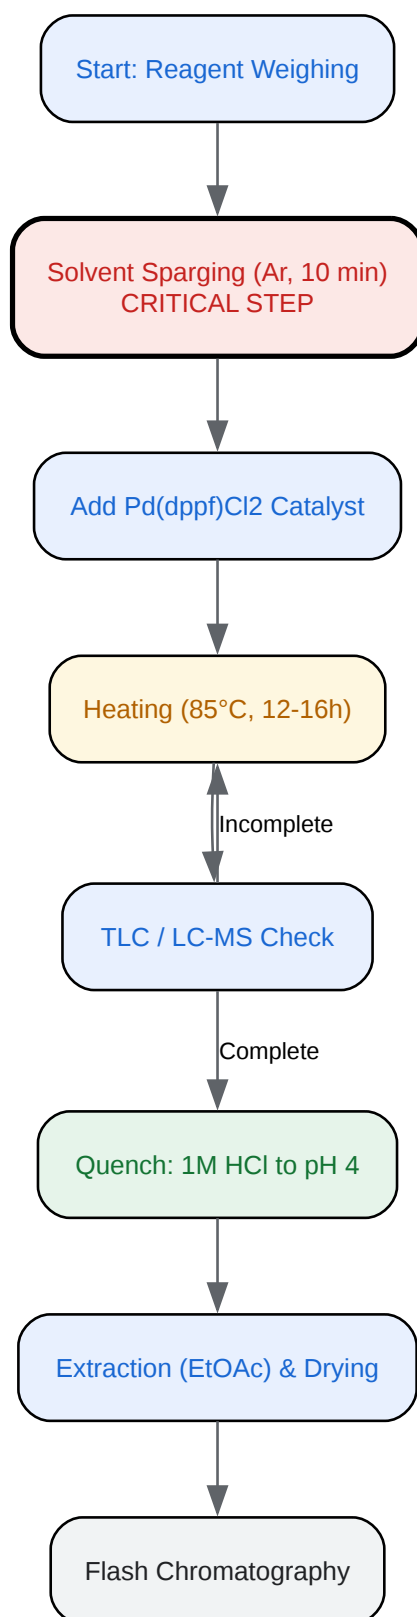 Start: Reagent Weighing
Solvent Sparging (Ar, 10 min)
CRITICAL STEP
Add Pd(dppf)Cl2 Catalyst
Heating (85°C, 12-16h)
Incomplete
TLC / LC-MS Check
Complete
Quench: 1M HCl to pH 4
Extraction (EtOAc) & Drying
Flash Chromatography